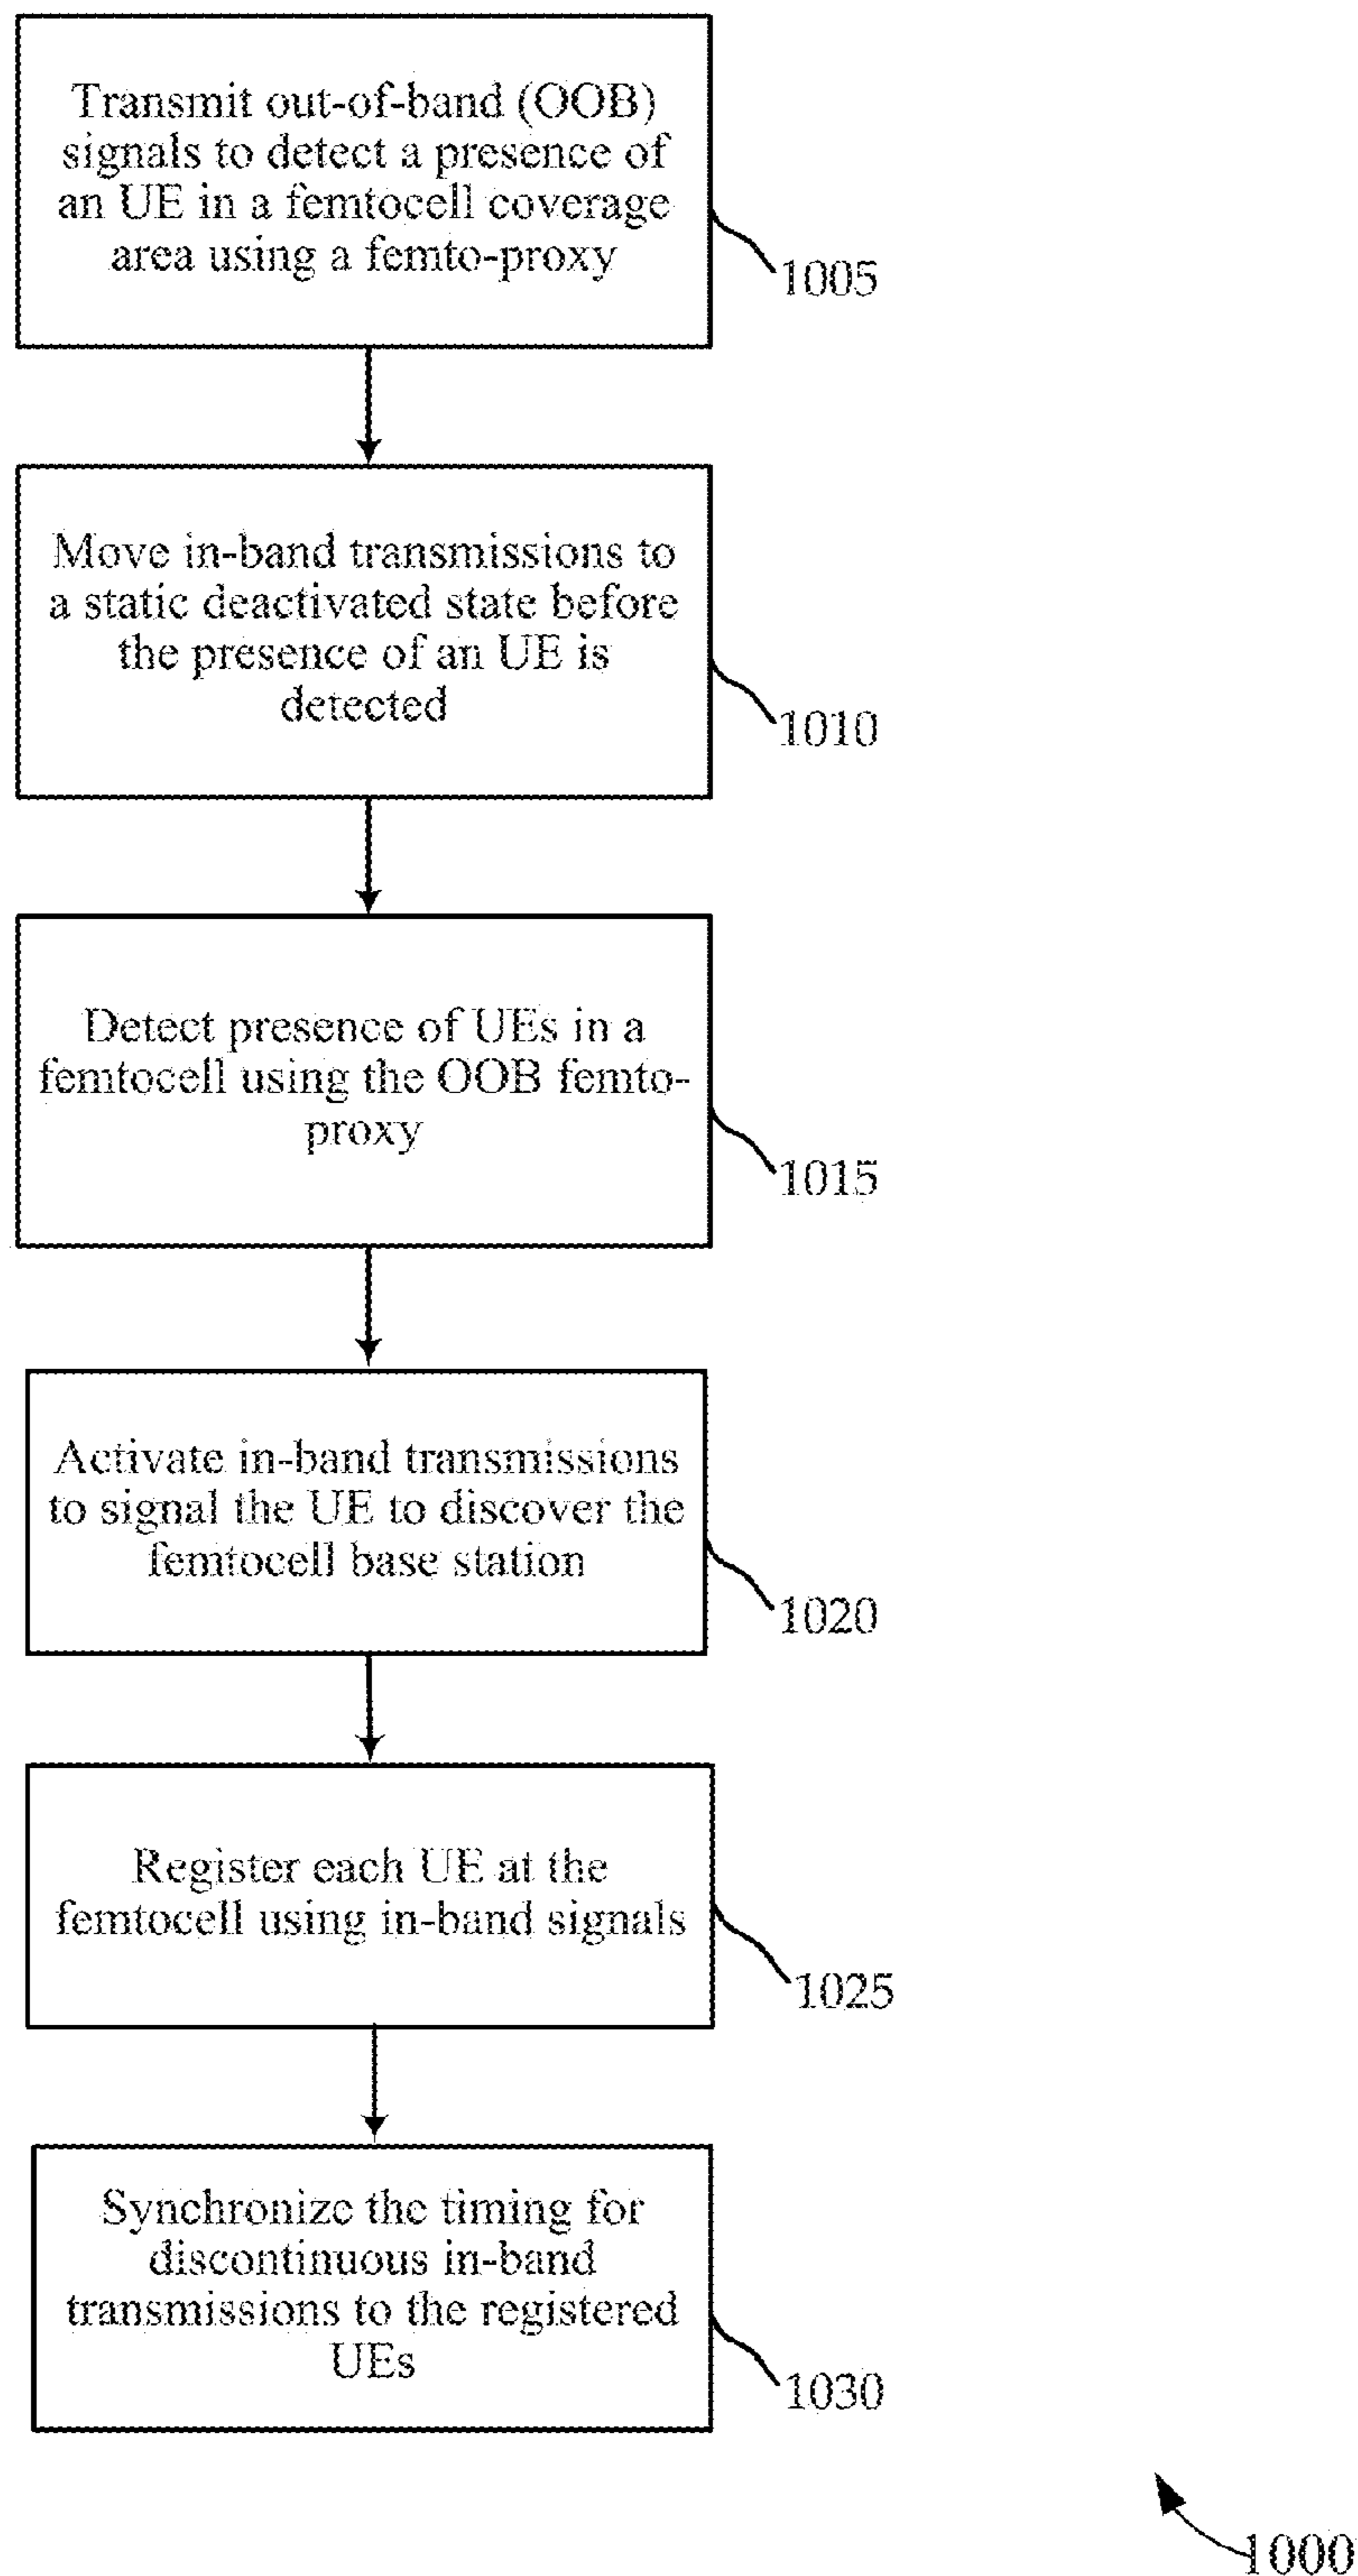 Transmit out-of-band (OOB)
signals to detect a presence of
an UE in a femtocell coverage
area using a femto-proxy
1005
Move in-band transmissions to
a static deactivated state before
the presence of an UE is
detected
1010
Detect presence of UEs in a
femtocell using the OOB femto-
proxy
1015
Activate in-band transmissions
to signal the UE to discover the
femtocell base station
1020
Register each UE at the
femtocell using in-band signals
1025
Synchronize the timing for
discontinuous in-band
transmissions to the registered
UEs
1030
1000